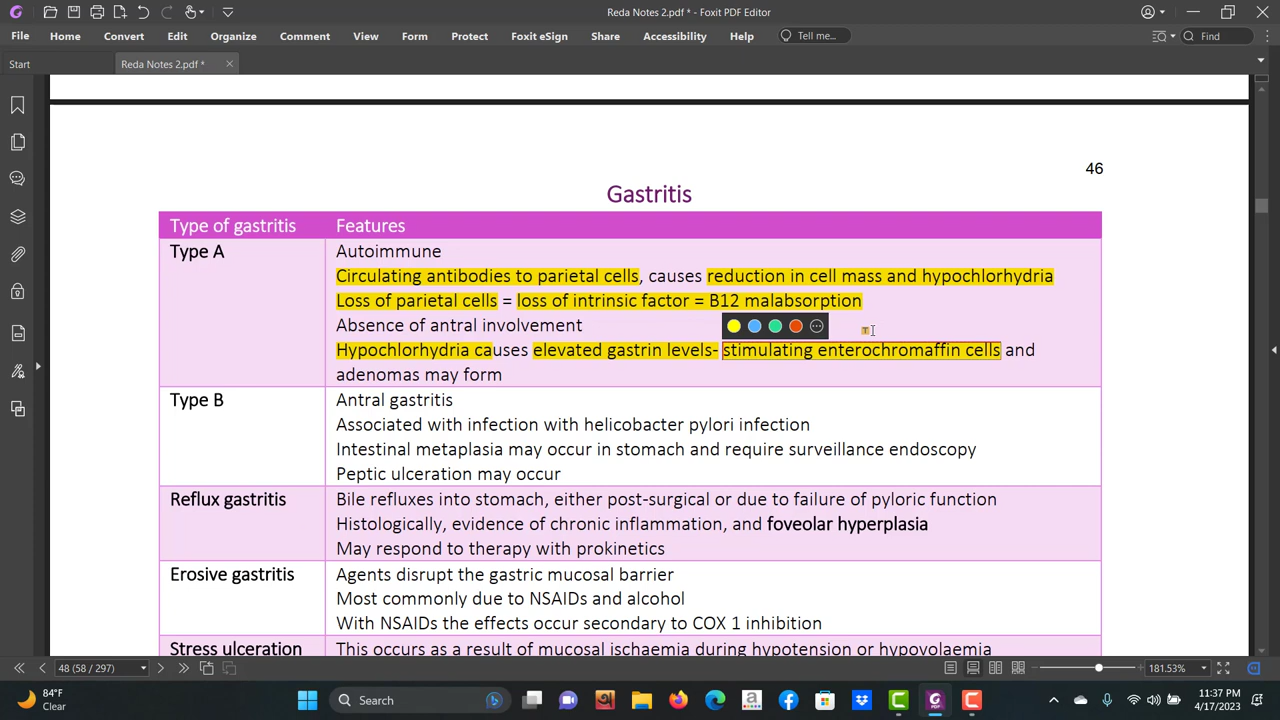 Reda Notes 2.pdf * - Foxit PDF Editor
File Home Comment Convert Edit Organize Comment View Form Protect Foxit eSign Share Accessibility Help Tell me... Find
Start Reda Notes 2.pdf *
46
Gastritis
Type of gastritis Features
Type A Autoimmune
Circulating antibodies to parietal cells, causes reduction in cell mass and hypochlorhydria
Loss of parietal cells = loss of intrinsic factor = B12 malabsorption
Absence of antral involvement
Hypochlorhydria causes elevated gastrin levels- stimulating enterochromaffin cells and
adenomas may form
Type B Antral gastritis
Associated with infection with helicobacter pylori infection
Intestinal metaplasia may occur in stomach and require surveillance endoscopy
Peptic ulceration may occur
Reflux gastritis Bile refluxes into stomach, either post-surgical or due to failure of pyloric function
Histologically, evidence of chronic inflammation, and foveolar hyperplasia
May respond to therapy with prokinetics
Erosive gastritis Agents disrupt the gastric mucosal barrier
Most commonly due to NSAIDs and alcohol
With NSAIDs the effects occur secondary to COX 1 inhibition
Stress ulceration This occurs as a result of mucosal ischaemia during hypotension or hypovolaemia
48 (58 / 297) 181.53%
84°F
Clear
Search
11:37 PM
4/17/2023